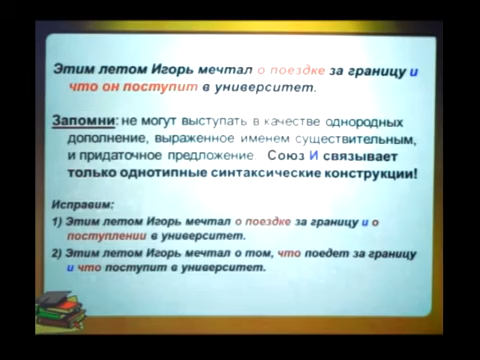 Этим летом Игорь мечтал о поездке за границу и
что он поступит в университет.
Запомни: не могут выступать в качестве однородных
дополнение, выраженное именем существительным,
и придаточное предложение. Союз И связывает
только однотипные синтаксические конструкции!
Исправим:
1) Этим летом Игорь мечтал о поездке за границу и о
поступлении в университет.
2) Этим летом Игорь мечтал о том, что поедет за границу
и что поступит в университет.